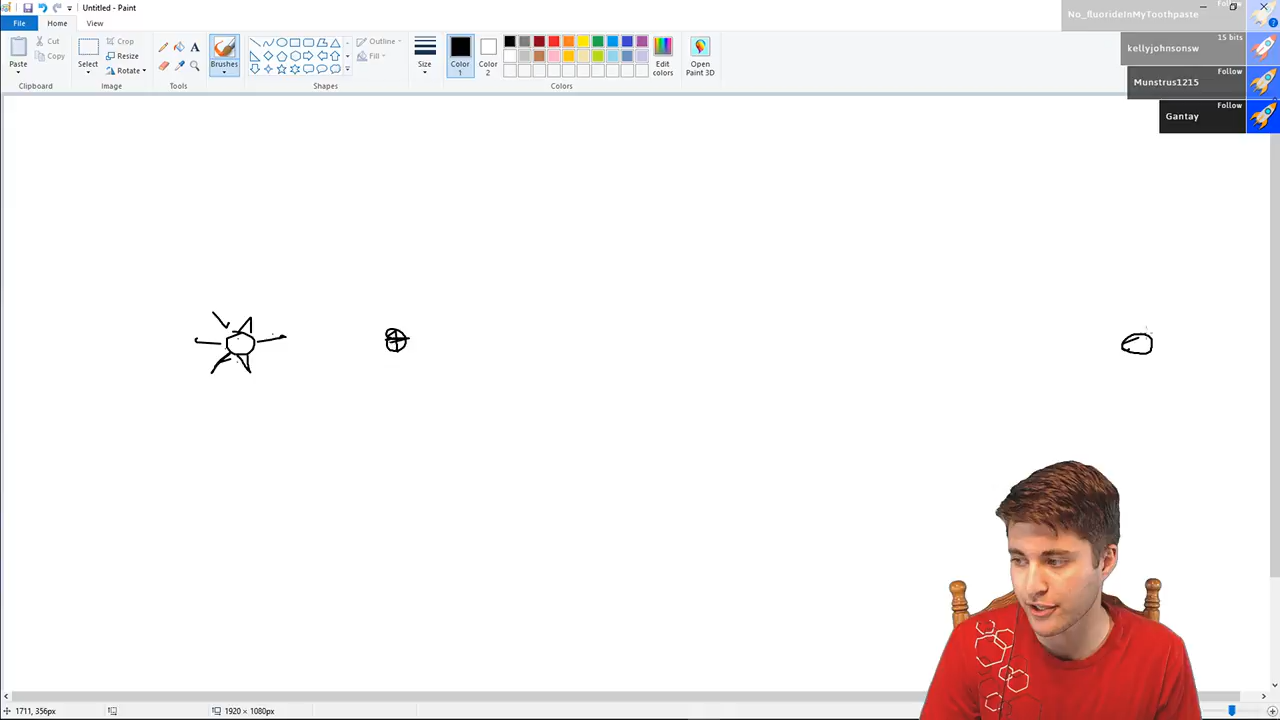 Untitled - Paint
File Home View
Paste
Cut
Copy
Clipboard
Select
Crop
Resize
Rotate
Image
A
Tools
Brushes
Outline
Fill
Shapes
Size
Color 1
Color 2
Edit colors
Colors
Open Paint 3D
No_fluorideInMyToothpaste
15 bits
kellyjohnsonsw
Follow
Munstrus1215
Follow
Gantay
1711, 356px
1920 × 1080px